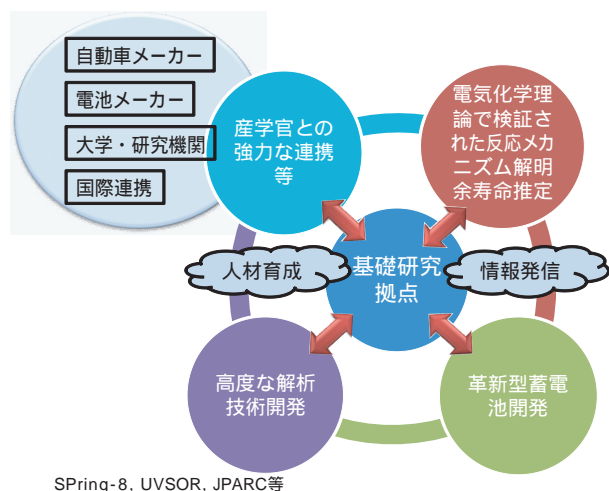 自動車メーカー
電池メーカー
大学・研究機関
国際連携
産学官との
強力な連携
等
電気化学理
論で検証さ
れた反応メカ
ニズム解明
余寿命推定
人材育成
基礎研究
拠点
情報発信
高度な解析
技術開発
革新型蓄電
池開発
SPring-8, UVSOR, JPARC等